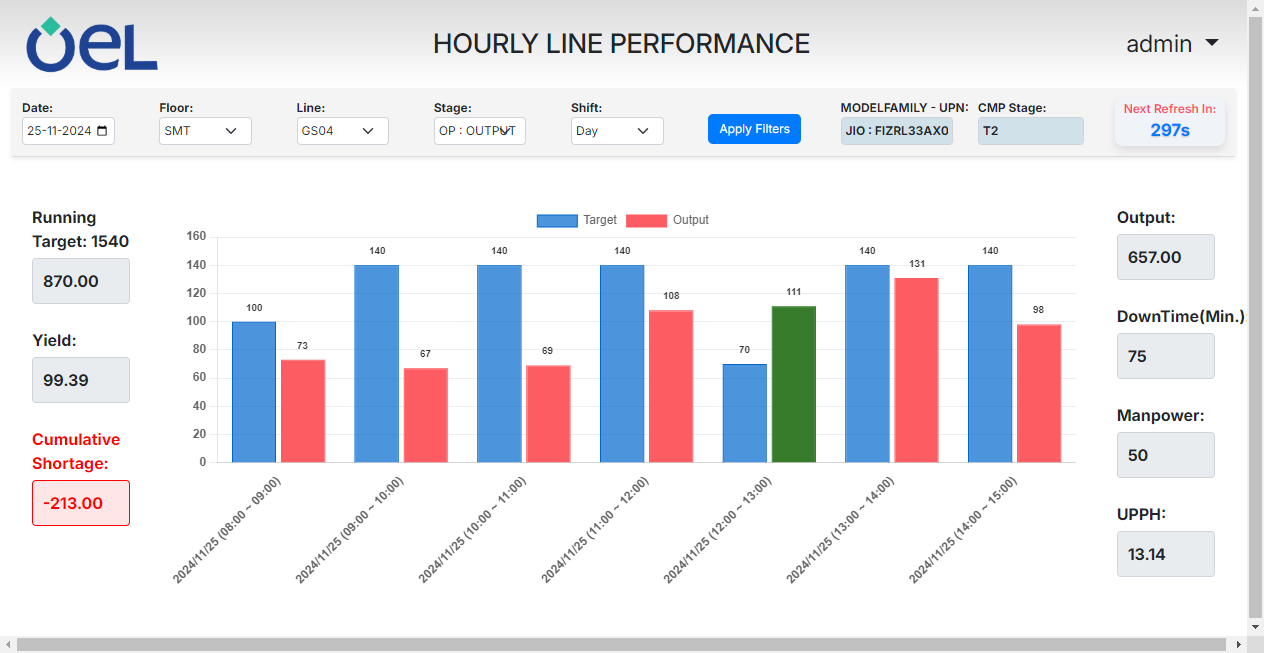 OEL
HOURLY LINE PERFORMANCE
admin
Date: Floor: Line: Stage: Shift: MODELFAMILY - UPN: CMP Stage: Next Refresh In:
25-11-2024 SMT GS04 OP : OUTPUT Day Apply Filters JIO : FIZRL33AX0 T2 297s
Running
Target: 1540
870.00
Yield:
99.39
Cumulative
Shortage:
-213.00
Target Output
160
140
120
100
80
60
40
20
0
100 73 140 67 140 69 140 108 70 111 140 131 140 98
2024/11/25 (08:00 ~ 09:00)
2024/11/25 (09:00 ~ 10:00)
2024/11/25 (10:00 ~ 11:00)
2024/11/25 (11:00 ~ 12:00)
2024/11/25 (12:00 ~ 13:00)
2024/11/25 (13:00 ~ 14:00)
2024/11/25 (14:00 ~ 15:00)
Output:
657.00
DownTime(Min.):
75
Manpower:
50
UPPH:
13.14